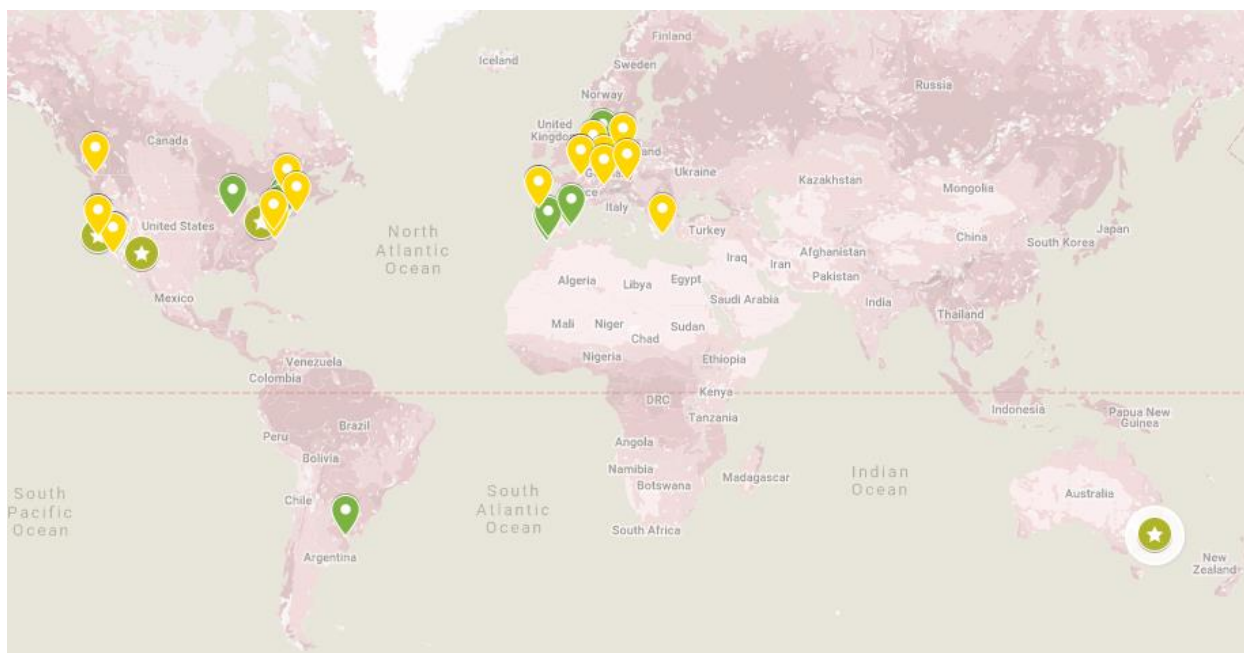 Finland
Iceland
Sweden
Russia
Norway
Canada
United
Kingdom
Ukraine
Kazakhstan
Mongolia
Italy
United States
Turkey
North
Atlantic
Ocean
China
South Korea
Japan
Afghanistan
Iraq
Iran
Pakistan
Algeria
Libya
Egypt
Mexico
Saudi Arabia
India
Thailand
Mali
Niger
Chad
Sudan
Nigeria
Ethiopia
Venezuela
Colombia
Kenya
DRC
Indonesia
Papua New
Guinea
Tanzania
Brazil
Peru
Angola
Bolivia
Namibia
Botswana
Madagascar
Indian
Ocean
South
Pacific
Ocean
Chile
South
Atlantic
Ocean
Australia
South Africa
Argentina
New
Zealand